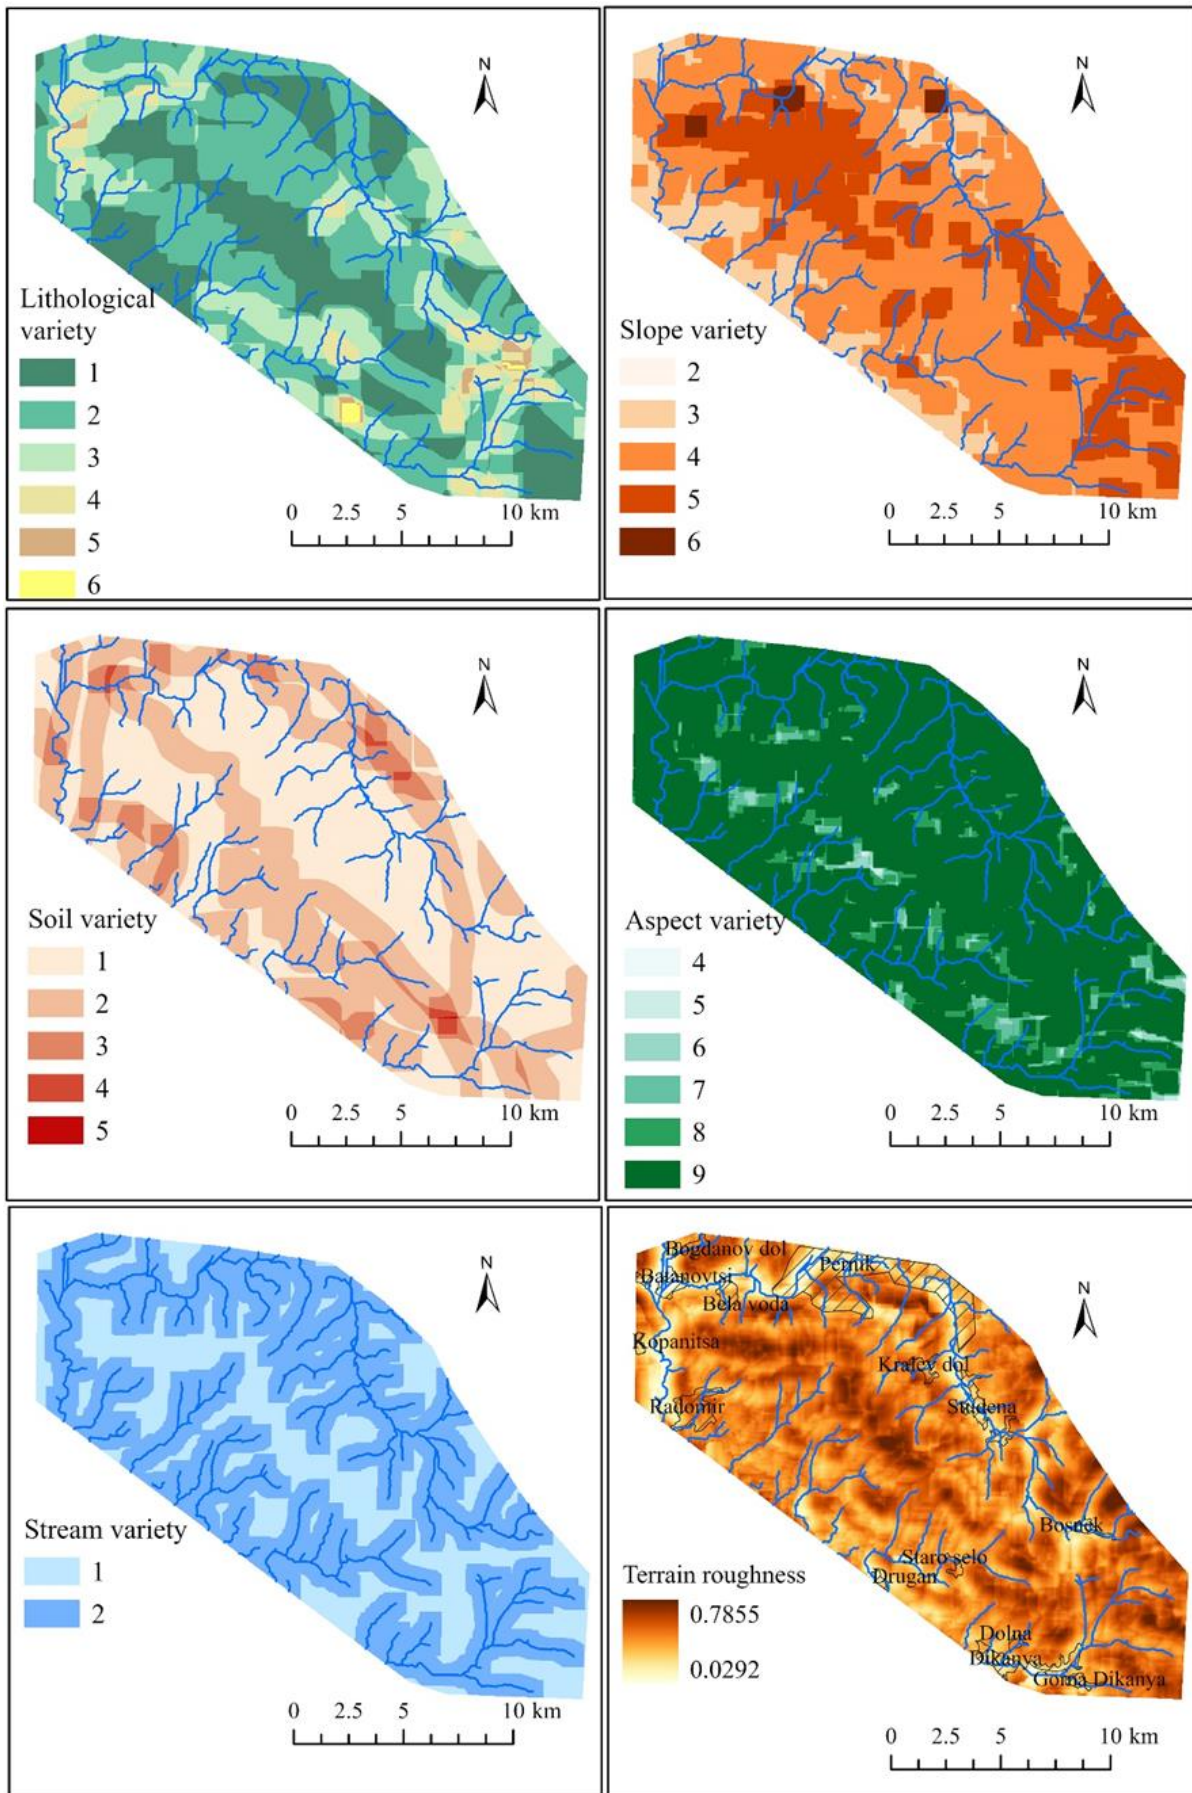 N
Lithological
variety
1
2
3
4
5
6
0 2.5 5 10 km
N
Slope variety
2
3
4
5
6
0 2.5 5 10 km
N
Soil variety
1
2
3
4
5
0 2.5 5 10 km
N
Aspect variety
4
5
6
7
8
9
0 2.5 5 10 km
N
Stream variety
1
2
0 2.5 5 10 km
Bogdanov dol
Pernik
Balanovtsi
Bela voda
N
Kopanitsa
Kralev dol
Radomir
Studena
Bosnek
Staro selo
Drugan
Terrain roughness
0.7855
0.0292
Dolna
Dikanya
Gorna Dikanya
0 2.5 5 10 km